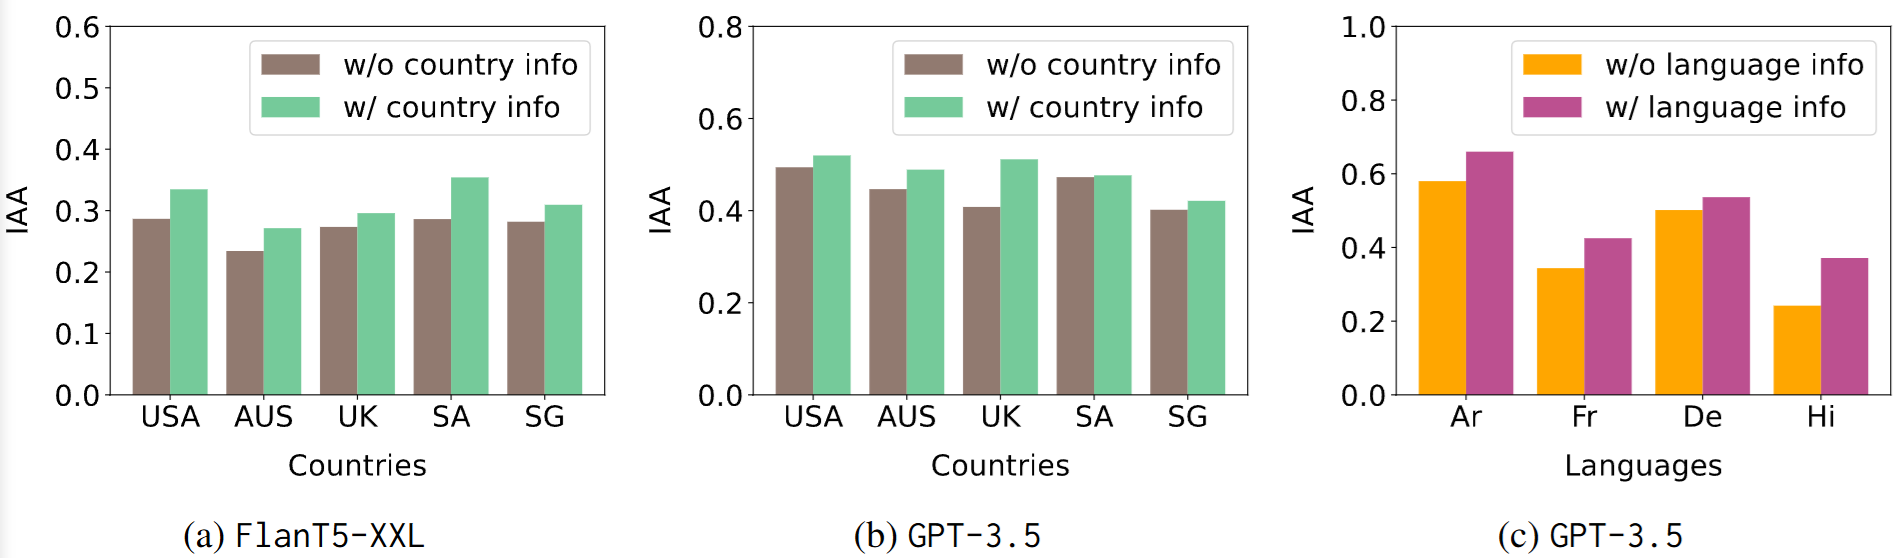 0.6
0.5
0.4
0.3
0.2
0.1
0.0
IAA
w/o country info
w/ country info
USA AUS UK SA SG
Countries
(a) FlanT5-XXL
0.8
0.6
0.4
0.2
0.0
IAA
w/o country info
w/ country info
USA AUS UK SA SG
Countries
(b) GPT-3.5
1.0
0.8
0.6
0.4
0.2
0.0
IAA
w/o language info
w/ language info
Ar Fr De Hi
Languages
(c) GPT-3.5